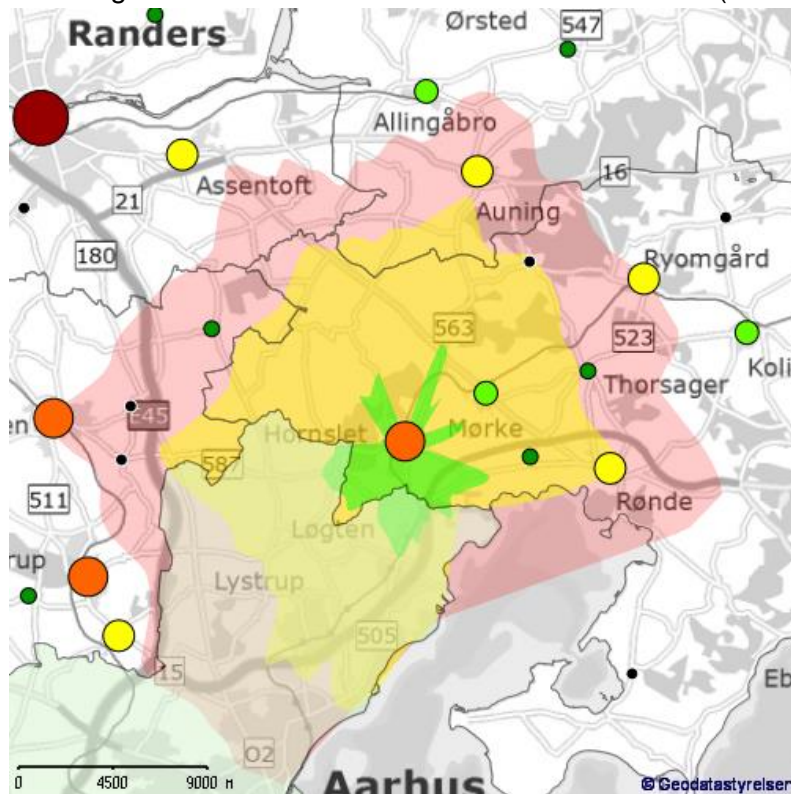 Randers
Ørsted
547
Allingåbro
Assentoft
16
21
Auning
180
Ryomgård
563
523
Koli
Thorsager
E45
en
Hornslet
Mørke
587
511
Rønde
Løgten
rup
Lystrup
505
15
Eb
O2
0 4500 9000 M
Aarhus
© Geodatastyrelsen